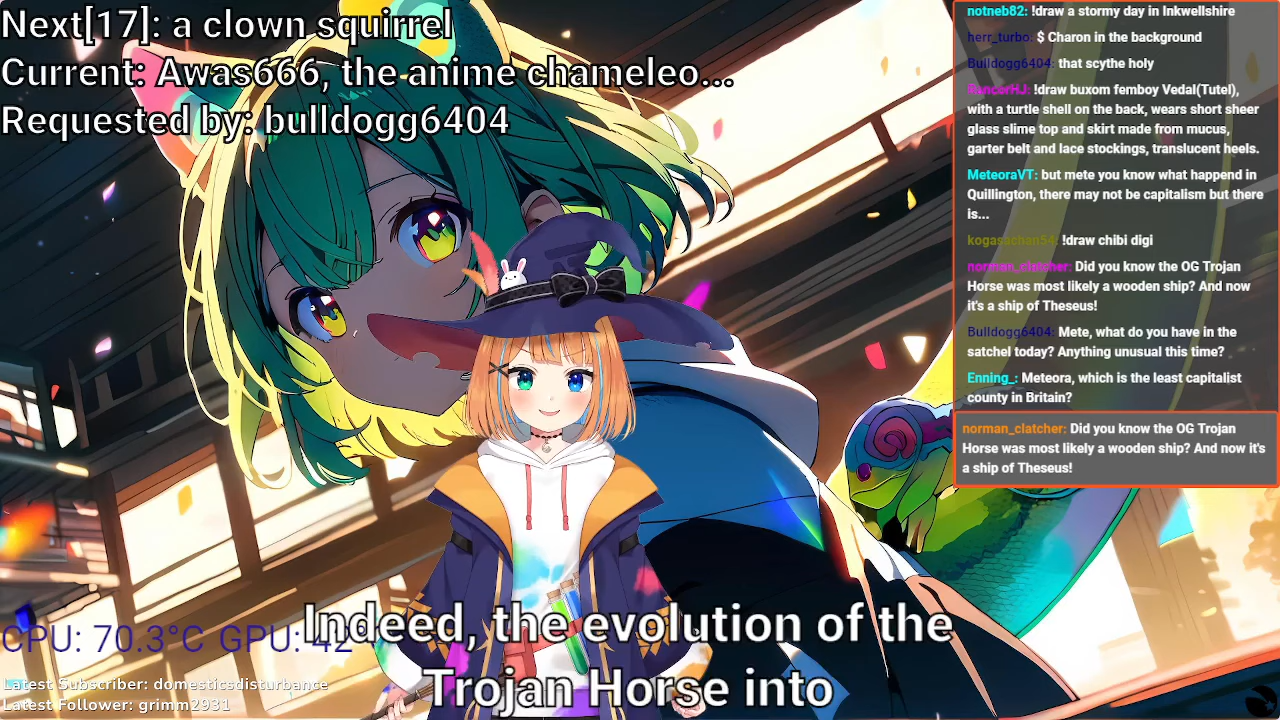 Next[17]: a clown squirrel
Current: Awas666, the anime chameleo...
Requested by: bulldogg6404
notneb82: !draw a stormy day in Inkwellshire
herr_turbo: $ Charon in the background
Bulldogg6404: that scythe holy
RancorHJ: !draw buxom femboy Vedal(Tutel),
with a turtle shell on the back, wears short sheer
glass slime top and skirt made from mucus,
garter belt and lace stockings, translucent heels.
MeteoraVT: but mete you know what happend in
Quillington, there may not be capitalism but there
is...
kogasachan54: !draw chibi digi
norman_clatcher: Did you know the OG Trojan
Horse was most likely a wooden ship? And now
it's a ship of Theseus!
Bulldogg6404: Mete, what do you have in the
satchel today? Anything unusual this time?
Enning_: Meteora, which is the least capitalist
county in Britain?
norman_clatcher: Did you know the OG Trojan
Horse was most likely a wooden ship? And now it's
a ship of Theseus!
Indeed, the evolution of the
Trojan Horse into
CPU: 70.3°C GPU: 42
Latest Subscriber: domesticsdisturbance
Latest Follower: grimm2931